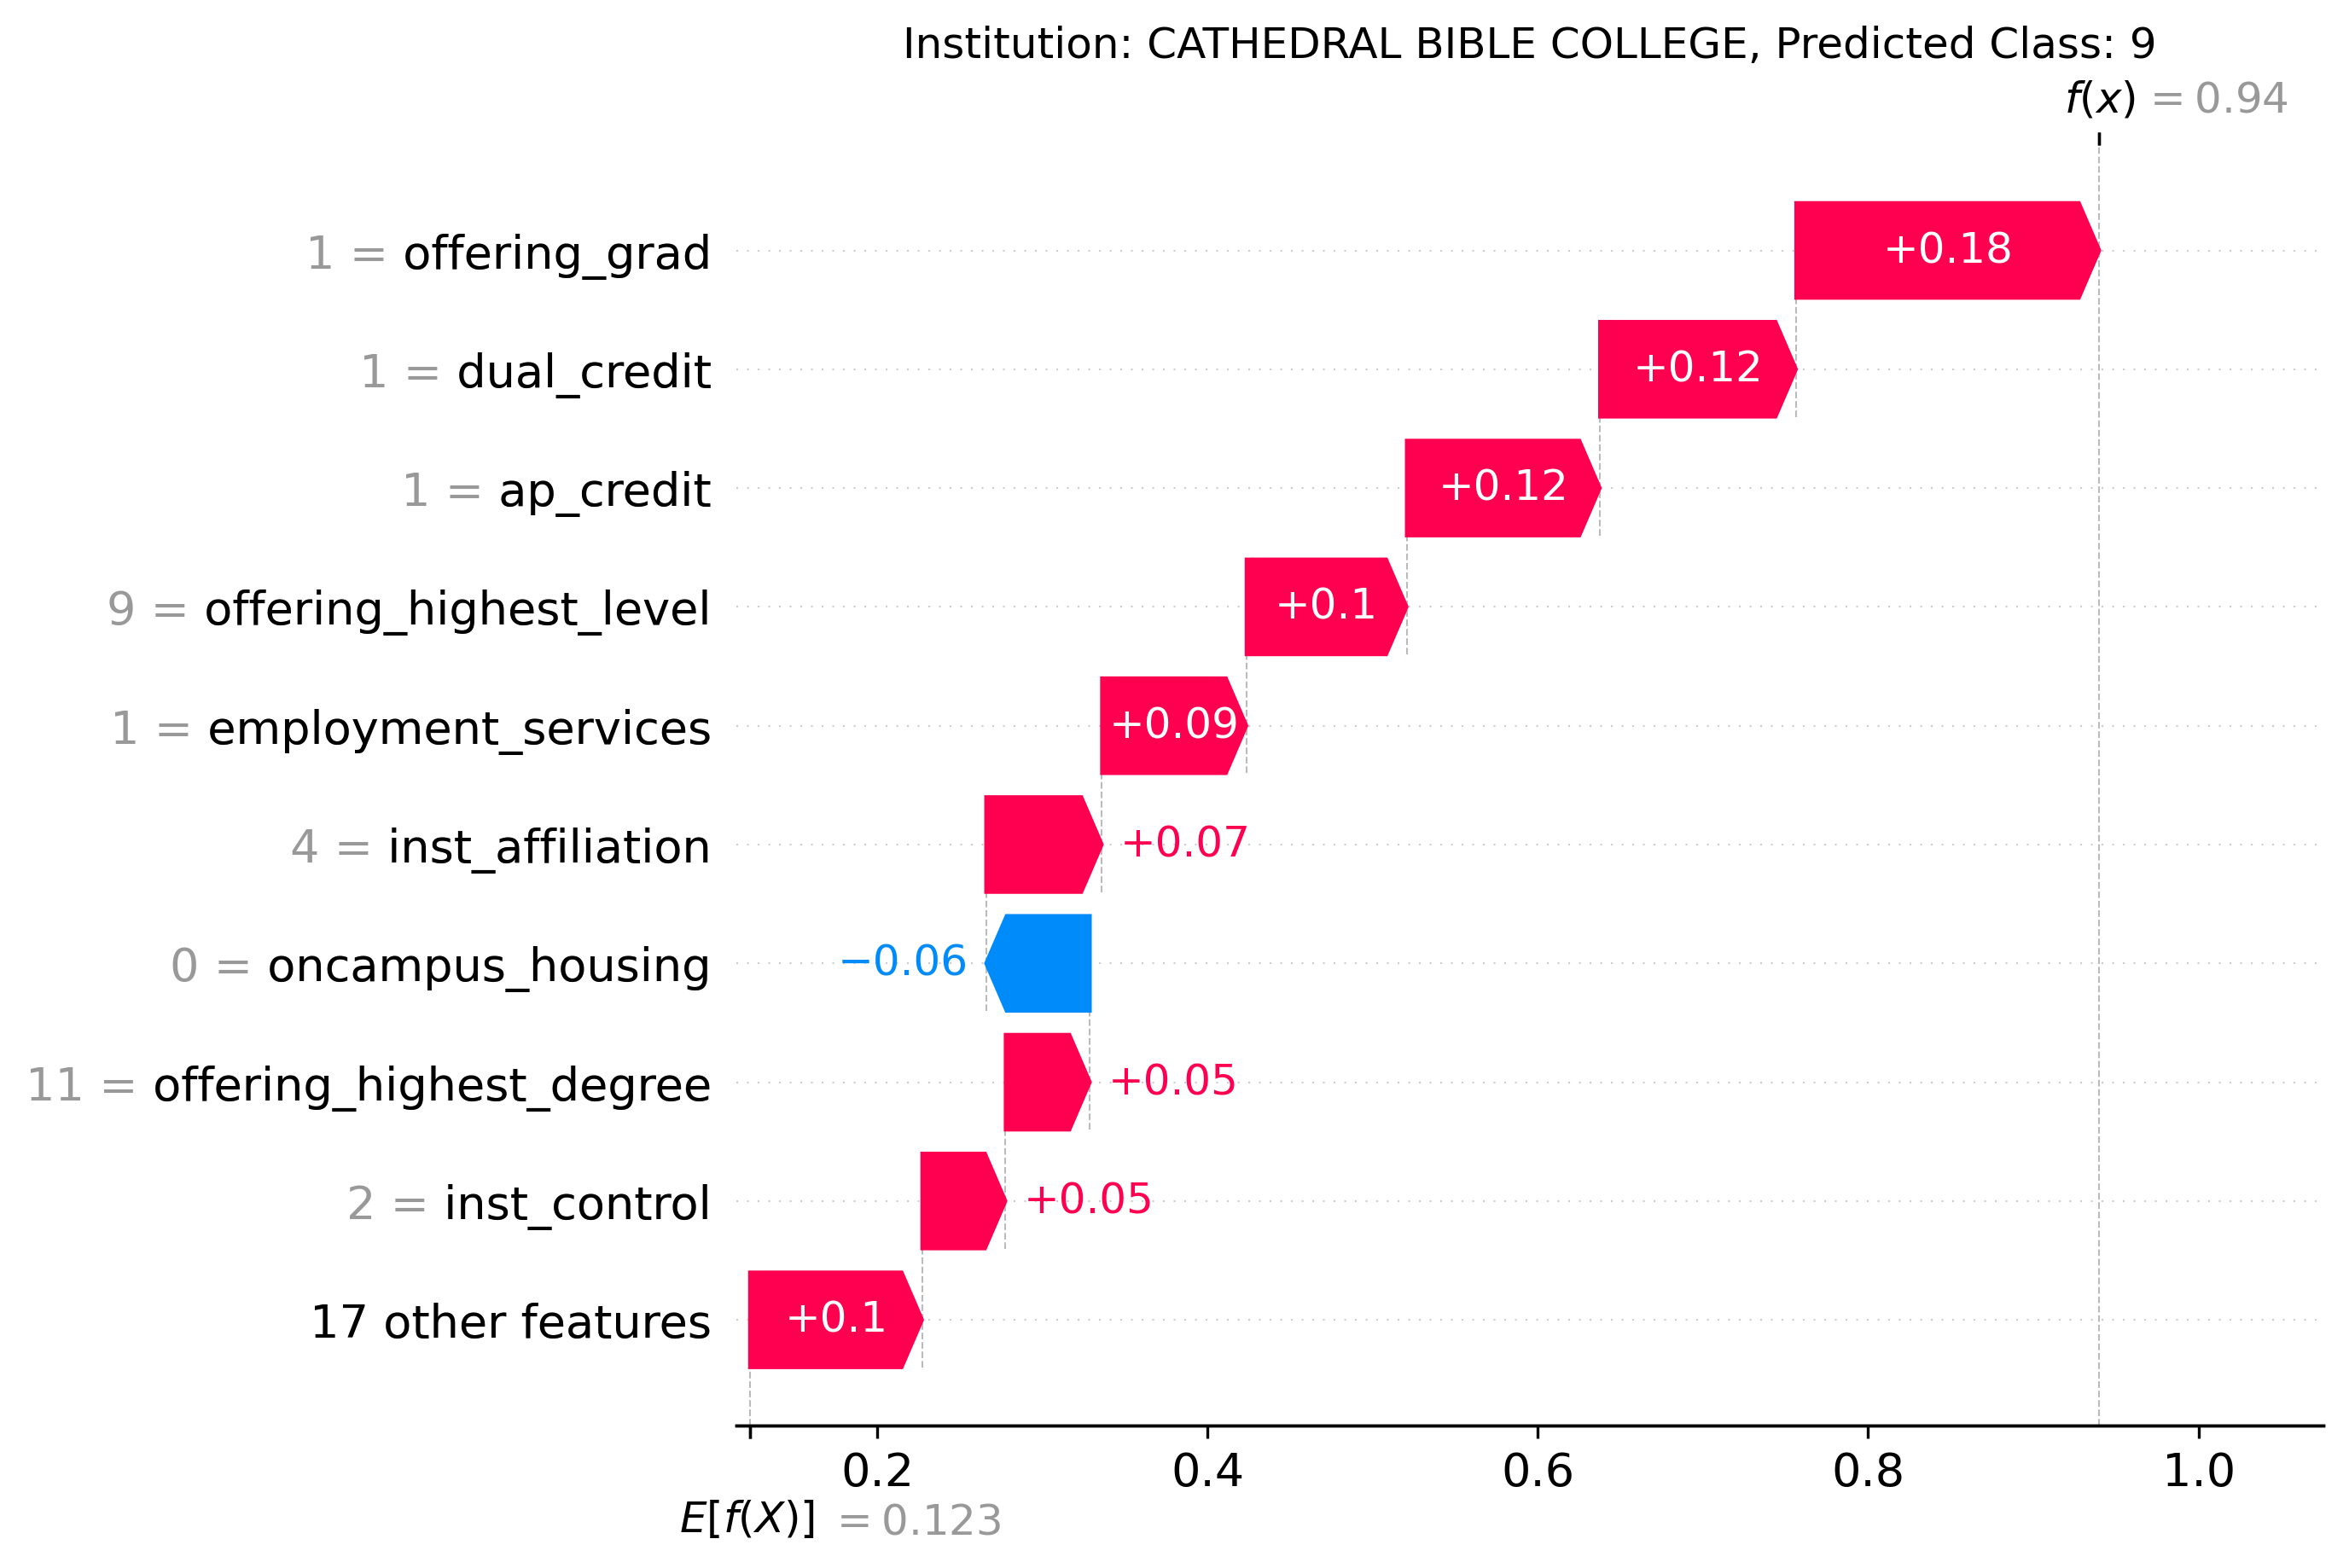 Institution: CATHEDRAL BIBLE COLLEGE, Predicted Class: 9
f(x) = 0.94
1 = offering_grad +0.18
1 = dual_credit +0.12
1 = ap_credit +0.12
9 = offering_highest_level +0.1
1 = employment_services +0.09
4 = inst_affiliation +0.07
0 = oncampus_housing −0.06
11 = offering_highest_degree +0.05
2 = inst_control +0.05
17 other features +0.1
0.2 0.4 0.6 0.8 1.0
E[f(X)] = 0.123